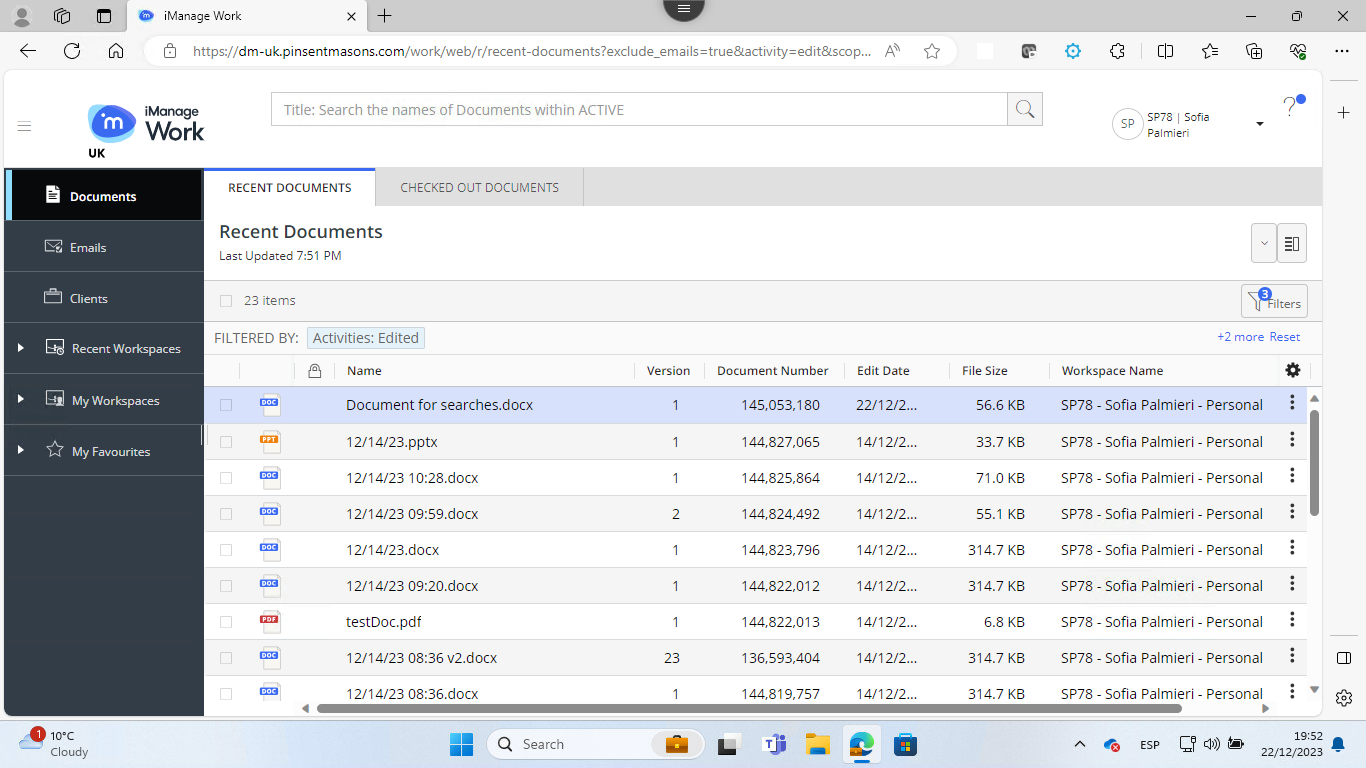 iManage Work
https://dm-uk.pinsentmasons.com/work/web/r/recent-documents?exclude_emails=true&activity=edit&scop...
iManage
Work
UK
Title: Search the names of Documents within ACTIVE
SP
SP78 | Sofia
Palmieri
?
Documents
Emails
Clients
Recent Workspaces
My Workspaces
My Favourites
RECENT DOCUMENTS CHECKED OUT DOCUMENTS
Recent Documents
Last Updated 7:51 PM
23 items
3
Filters
FILTERED BY: Activities: Edited +2 more Reset
Name Version Document Number Edit Date File Size Workspace Name
DOC Document for searches.docx 1 145,053,180 22/12/2... 56.6 KB SP78 - Sofia Palmieri - Personal
PPT 12/14/23.pptx 1 144,827,065 14/12/2... 33.7 KB SP78 - Sofia Palmieri - Personal
DOC 12/14/23 10:28.docx 1 144,825,864 14/12/2... 71.0 KB SP78 - Sofia Palmieri - Personal
DOC 12/14/23 09:59.docx 2 144,824,492 14/12/2... 55.1 KB SP78 - Sofia Palmieri - Personal
DOC 12/14/23.docx 1 144,823,796 14/12/2... 314.7 KB SP78 - Sofia Palmieri - Personal
DOC 12/14/23 09:20.docx 1 144,822,012 14/12/2... 314.7 KB SP78 - Sofia Palmieri - Personal
PDF testDoc.pdf 1 144,822,013 14/12/2... 6.8 KB SP78 - Sofia Palmieri - Personal
DOC 12/14/23 08:36 v2.docx 23 136,593,404 14/12/2... 314.7 KB SP78 - Sofia Palmieri - Personal
DOC 12/14/23 08:36.docx 1 144,819,757 14/12/2... 314.7 KB SP78 - Sofia Palmieri - Personal
1
10°C
Cloudy
Search
ESP
19:52
22/12/2023